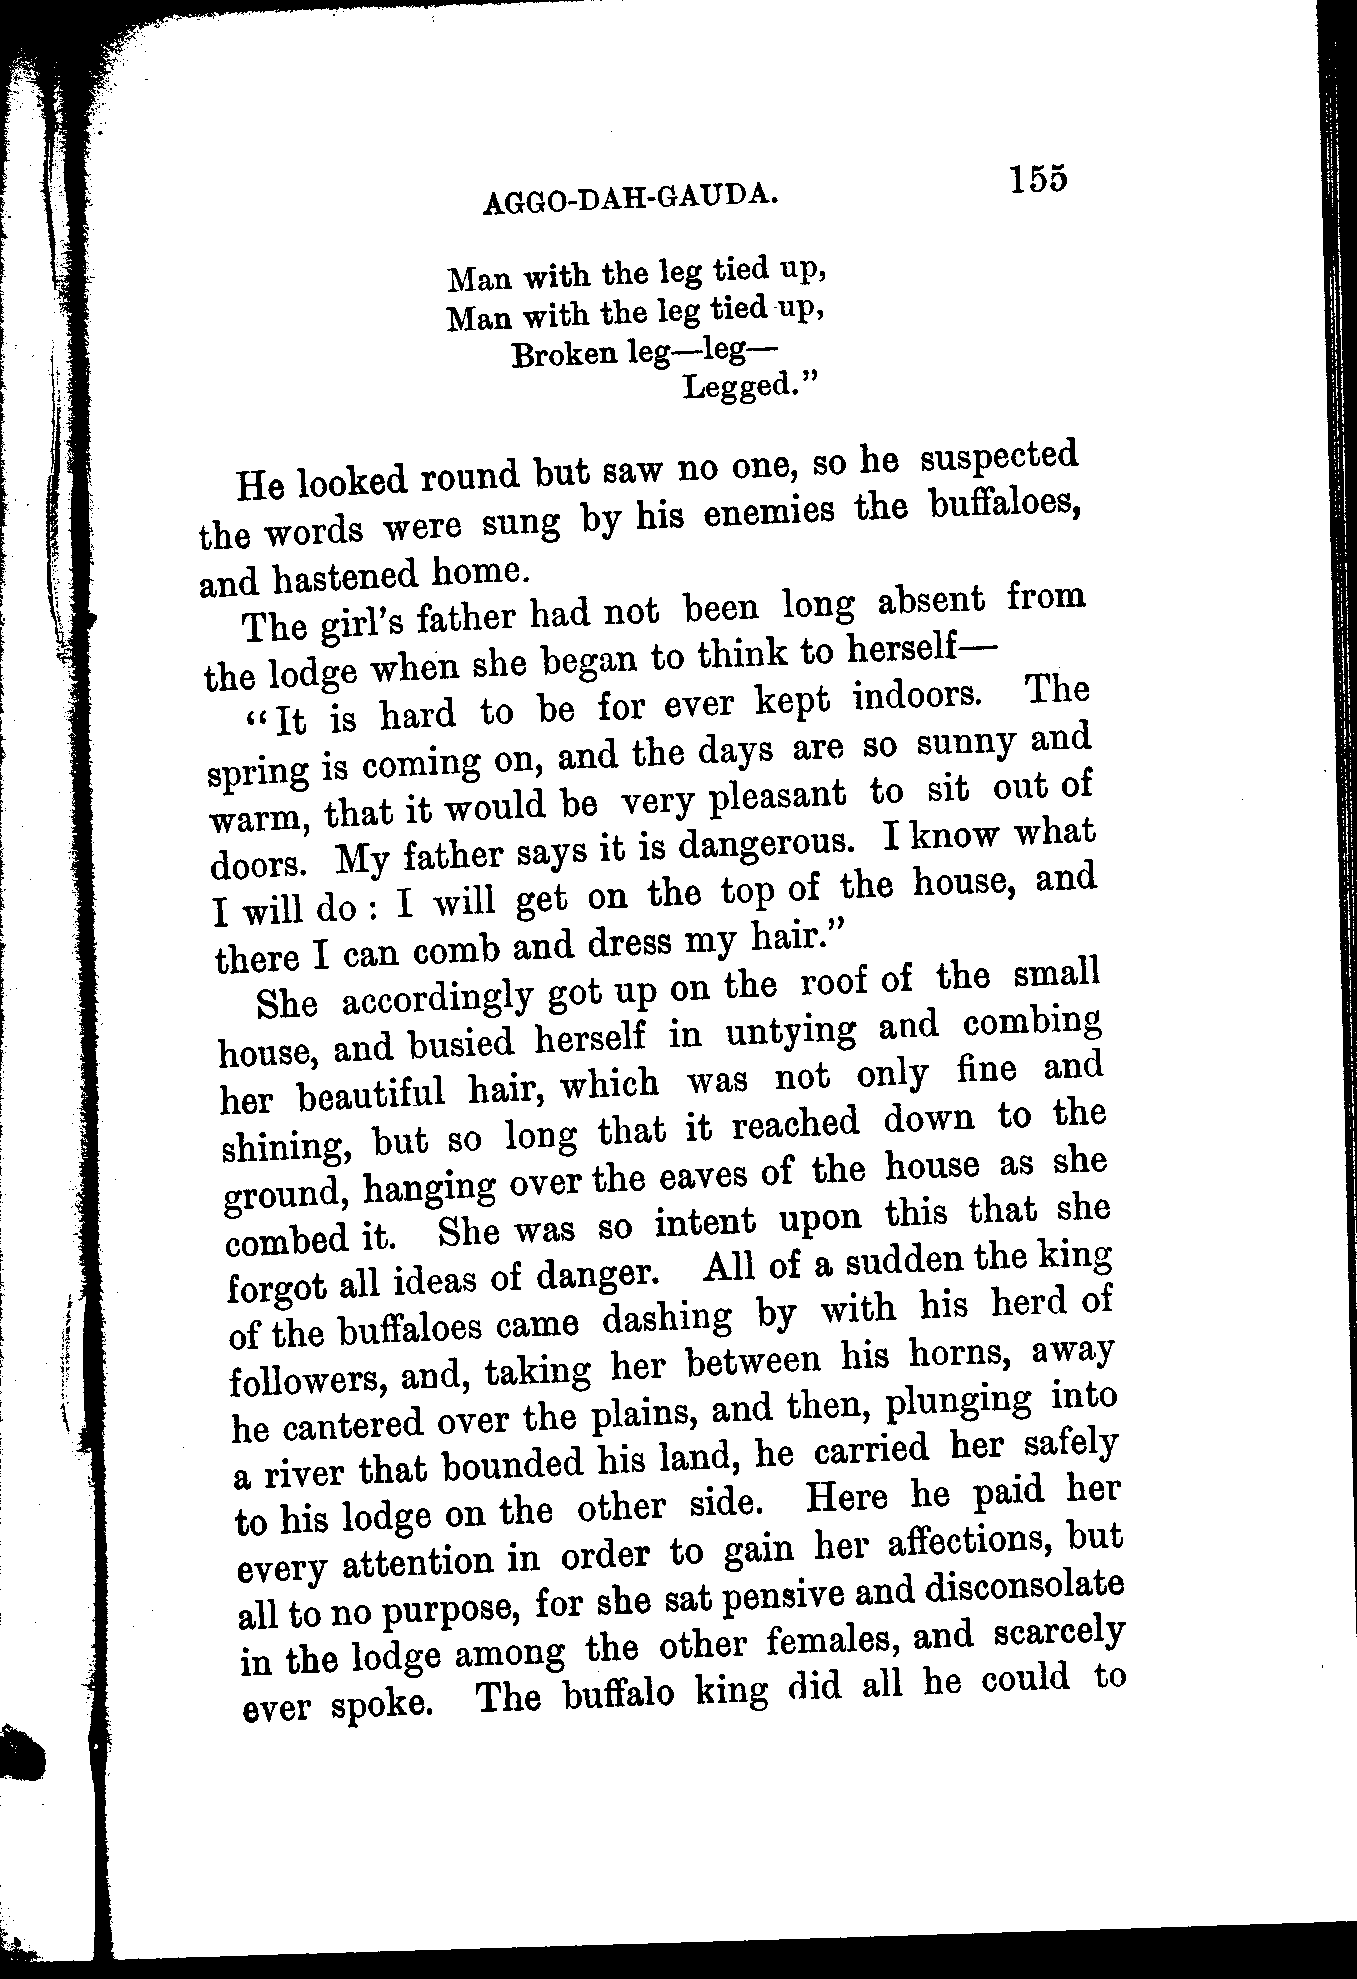 AGGO-DAH-GAUDA. 155
Man with the leg tied up,
Man with the leg tied up,
Broken leg—leg—
Legged.”
He looked round but saw no one, so he suspected
the words were sung by his enemies the buffaloes,
and hastened home.
The girl’s father had not been long absent from
the lodge when she began to think to herself—
“It is hard to be for ever kept indoors. The
spring is coming on, and the days are so sunny and
warm, that it would be very pleasant to sit out of
doors. My father says it is dangerous. I know what
I will do : I will get on the top of the house, and
there I can comb and dress my hair.”
She accordingly got up on the roof of the small
house, and busied herself in untying and combing
her beautiful hair, which was not only fine and
shining, but so long that it reached down to the
ground, hanging over the eaves of the house as she
combed it. She was so intent upon this that she
forgot all ideas of danger. All of a sudden the king
of the buffaloes came dashing by with his herd of
followers, and, taking her between his horns, away
he cantered over the plains, and then, plunging into
a river that bounded his land, he carried her safely
to his lodge on the other side. Here he paid her
every attention in order to gain her affections, but
all to no purpose, for she sat pensive and disconsolate
in the lodge among the other females, and scarcely
ever spoke. The buffalo king did all he could to